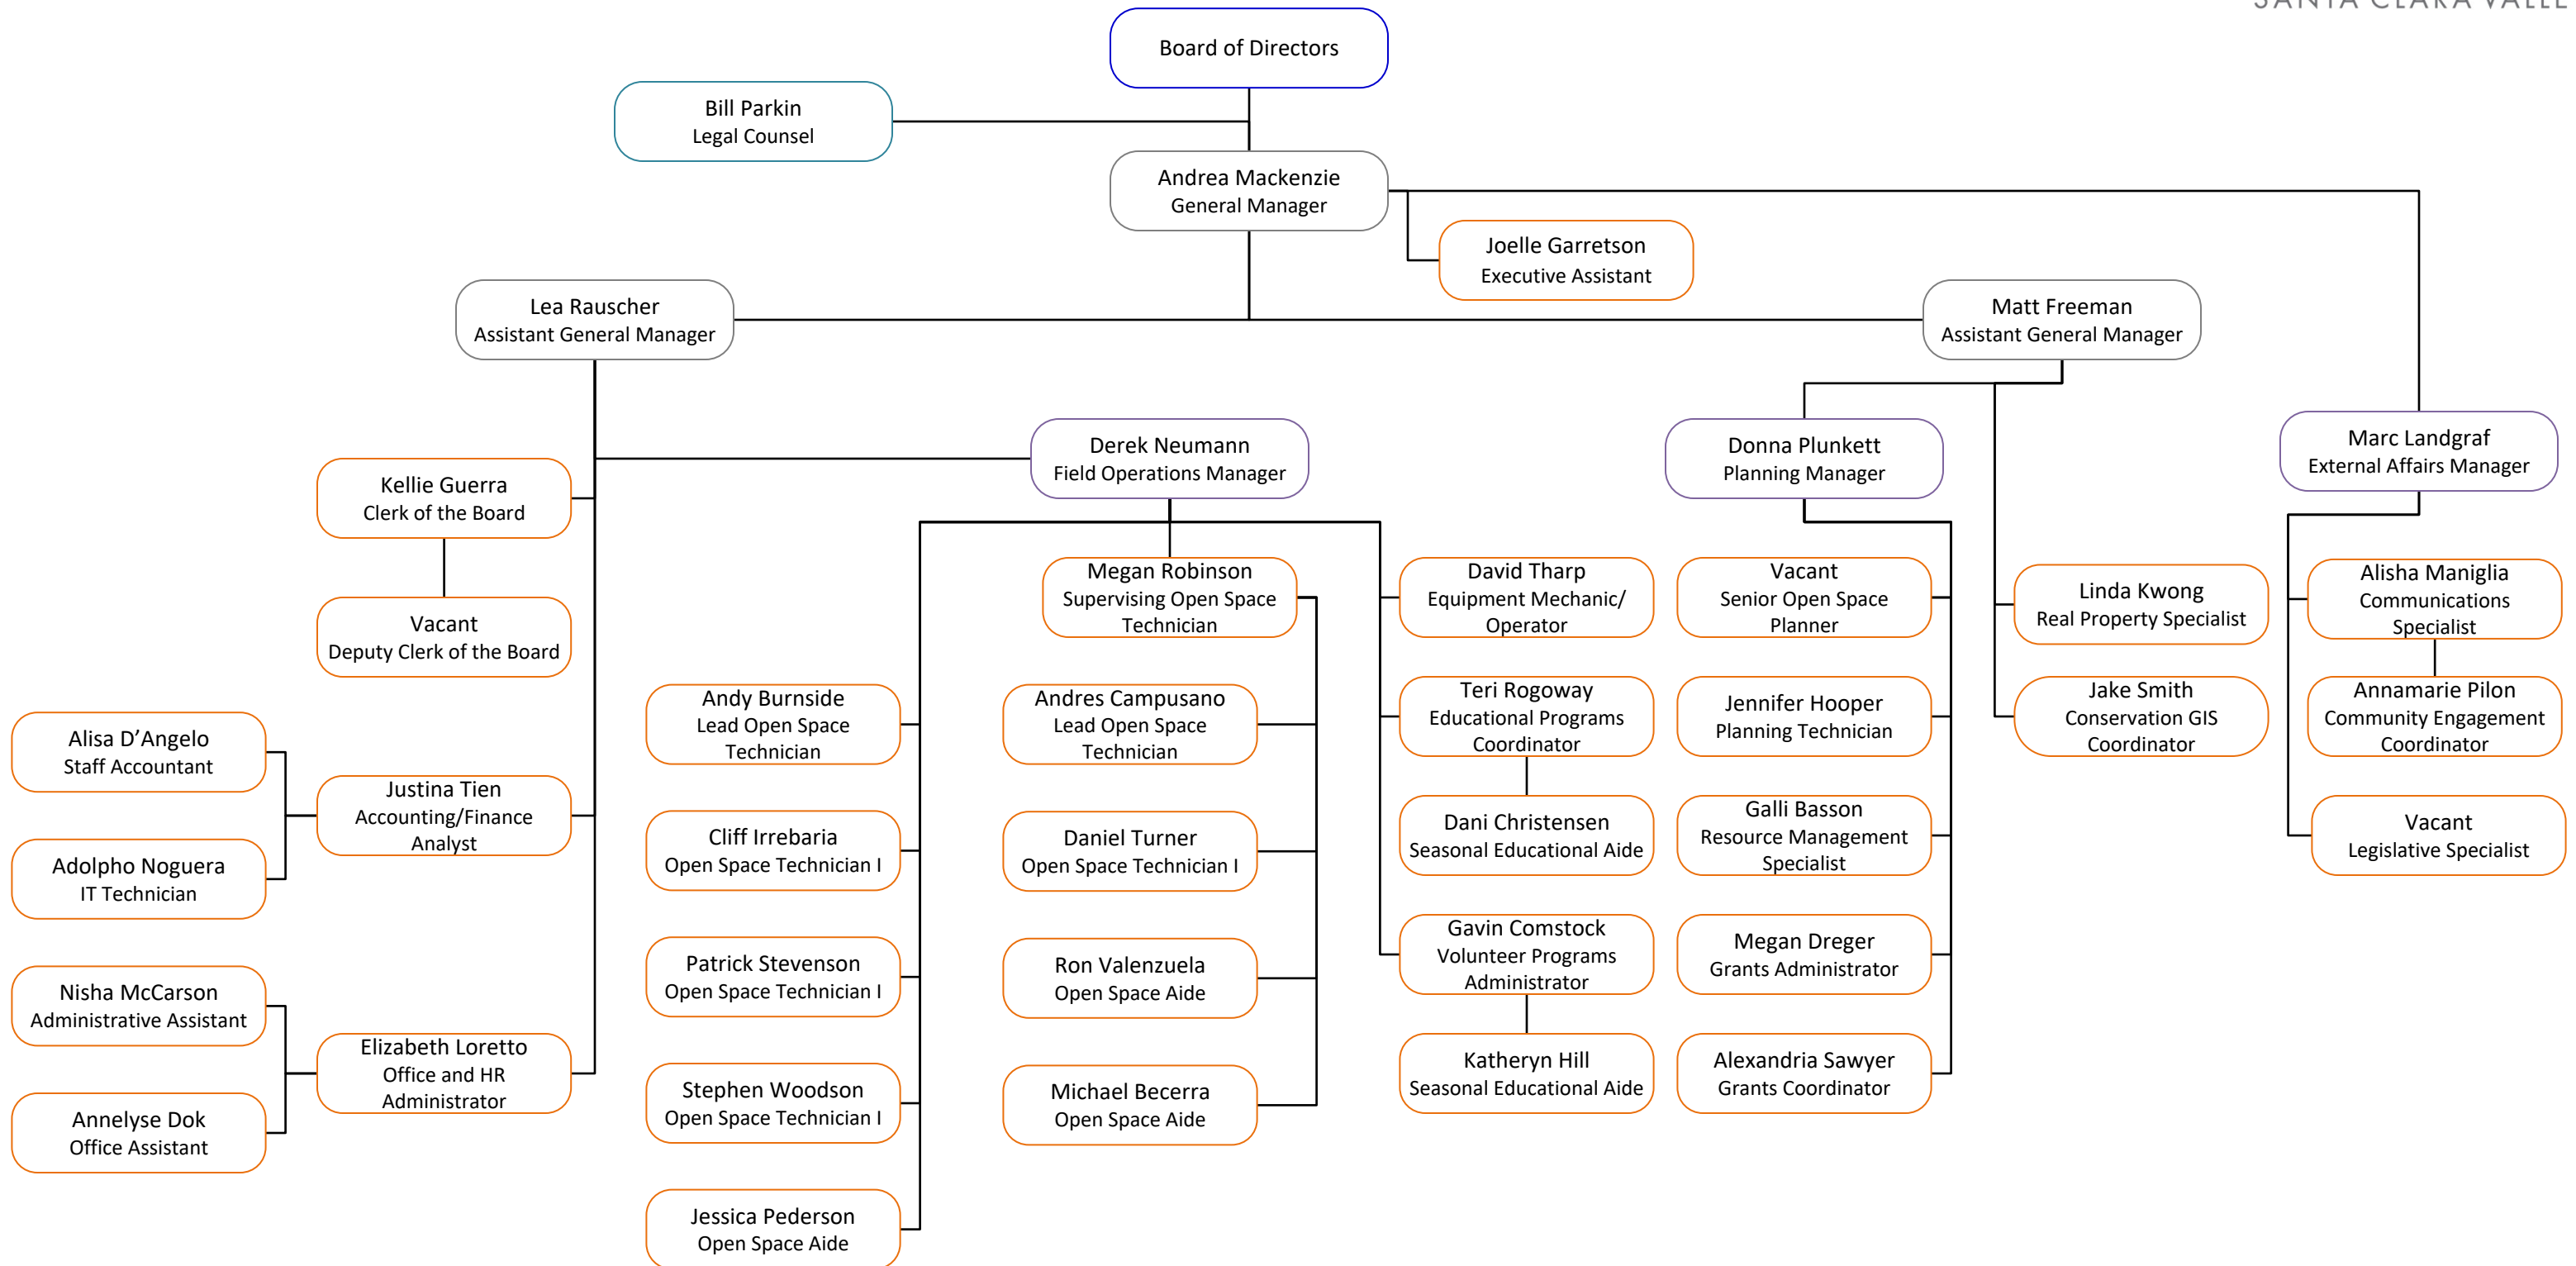 SANTA CLARA VALLE
Board of Directors
Bill Parkin
Legal Counsel
Andrea Mackenzie
General Manager
Joelle Garretson
Executive Assistant
Lea Rauscher
Assistant General Manager
Matt Freeman
Assistant General Manager
Derek Neumann
Field Operations Manager
Donna Plunkett
Planning Manager
Marc Landgraf
External Affairs Manager
Kellie Guerra
Clerk of the Board
Vacant
Deputy Clerk of the Board
Alisa D’Angelo
Staff Accountant
Adolpho Noguera
IT Technician
Justina Tien
Accounting/Finance
Analyst
Nisha McCarson
Administrative Assistant
Annelyse Dok
Office Assistant
Elizabeth Loretto
Office and HR
Administrator
Andy Burnside
Lead Open Space
Technician
Cliff Irrebaria
Open Space Technician I
Patrick Stevenson
Open Space Technician I
Stephen Woodson
Open Space Technician I
Jessica Pederson
Open Space Aide
Megan Robinson
Supervising Open Space
Technician
Andres Campusano
Lead Open Space
Technician
Daniel Turner
Open Space Technician I
Ron Valenzuela
Open Space Aide
Michael Becerra
Open Space Aide
David Tharp
Equipment Mechanic/
Operator
Teri Rogoway
Educational Programs
Coordinator
Dani Christensen
Seasonal Educational Aide
Gavin Comstock
Volunteer Programs
Administrator
Katheryn Hill
Seasonal Educational Aide
Vacant
Senior Open Space
Planner
Jennifer Hooper
Planning Technician
Galli Basson
Resource Management
Specialist
Megan Dreger
Grants Administrator
Alexandria Sawyer
Grants Coordinator
Linda Kwong
Real Property Specialist
Jake Smith
Conservation GIS
Coordinator
Alisha Maniglia
Communications
Specialist
Annamarie Pilon
Community Engagement
Coordinator
Vacant
Legislative Specialist